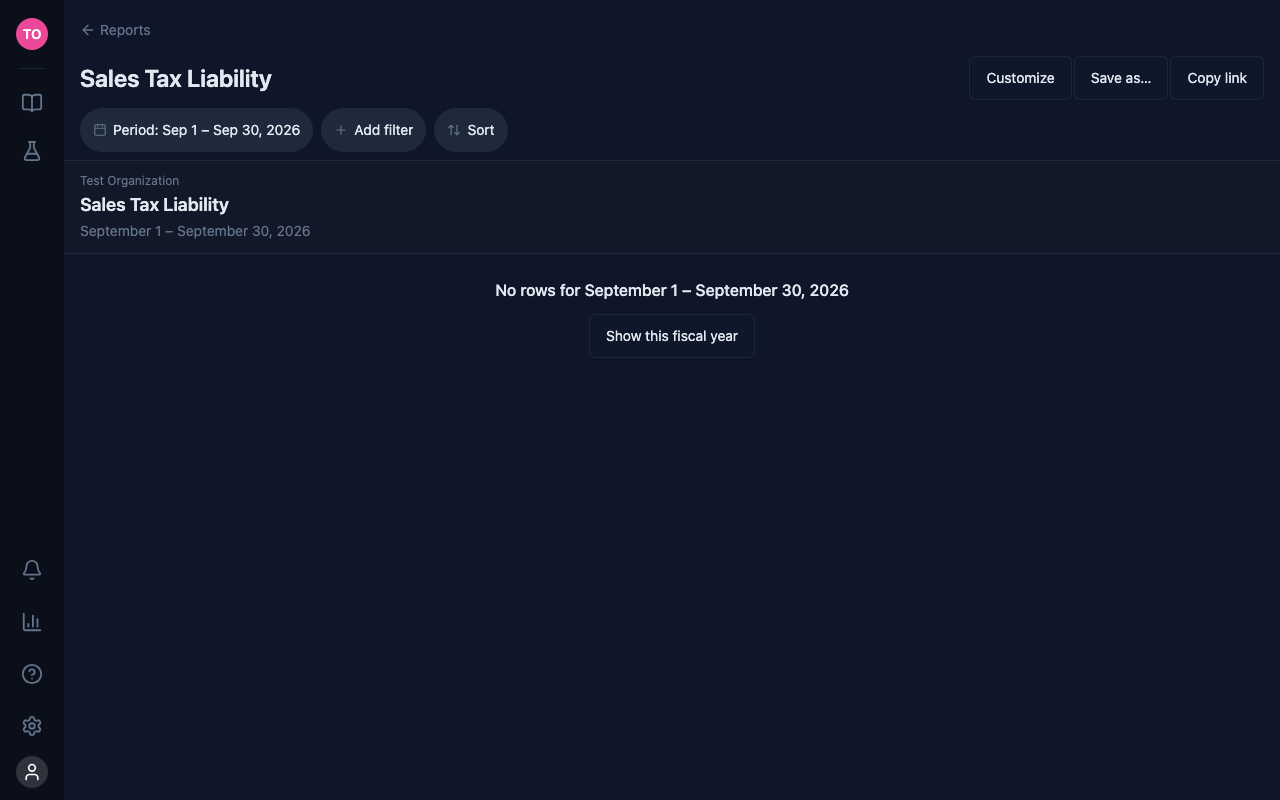 TO
Reports
Sales Tax Liability
Customize
Save as...
Copy link
Period: Sep 1 – Sep 30, 2026
Add filter
Sort
Test Organization
Sales Tax Liability
September 1 – September 30, 2026
No rows for September 1 – September 30, 2026
Show this fiscal year